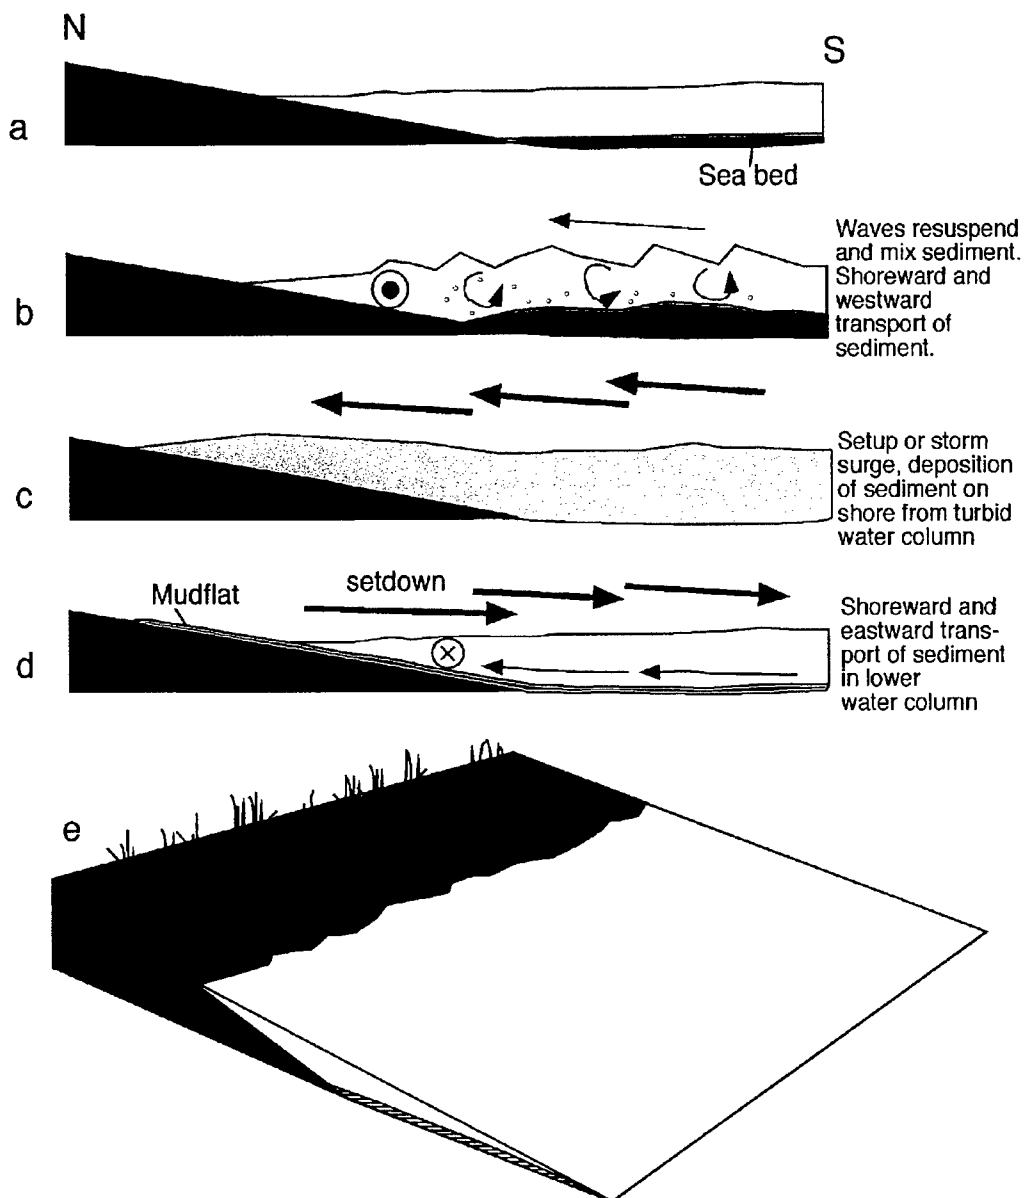 N
S
a
Sea bed
b
Waves resuspend
and mix sediment.
Shoreward and
westward
transport of
sediment.
c
Setup or storm
surge, deposition
of sediment on
shore from turbid
water column
d
Mudflat
setdown
Shoreward and
eastward trans-
port of sediment
in lower
water column
e